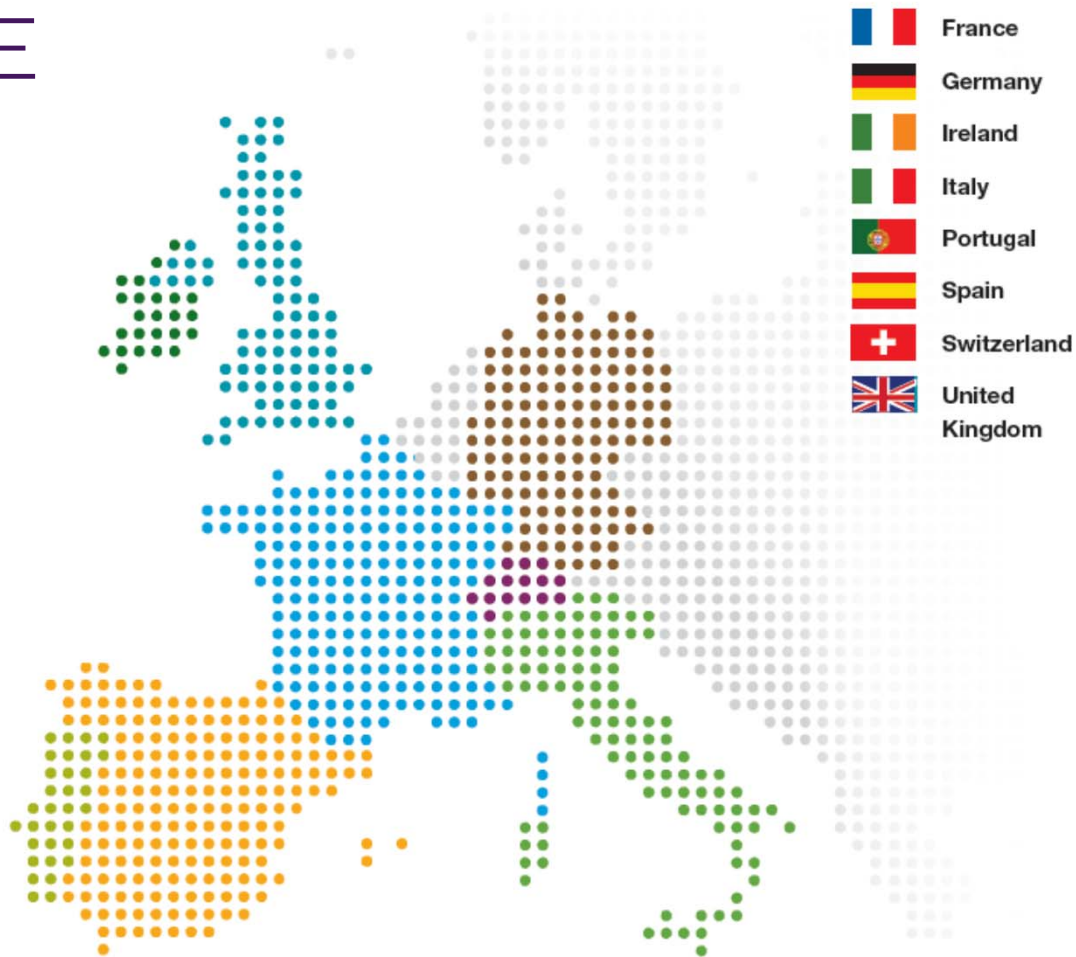 France
Germany
Ireland
Italy
Portugal
Spain
Switzerland
United
Kingdom